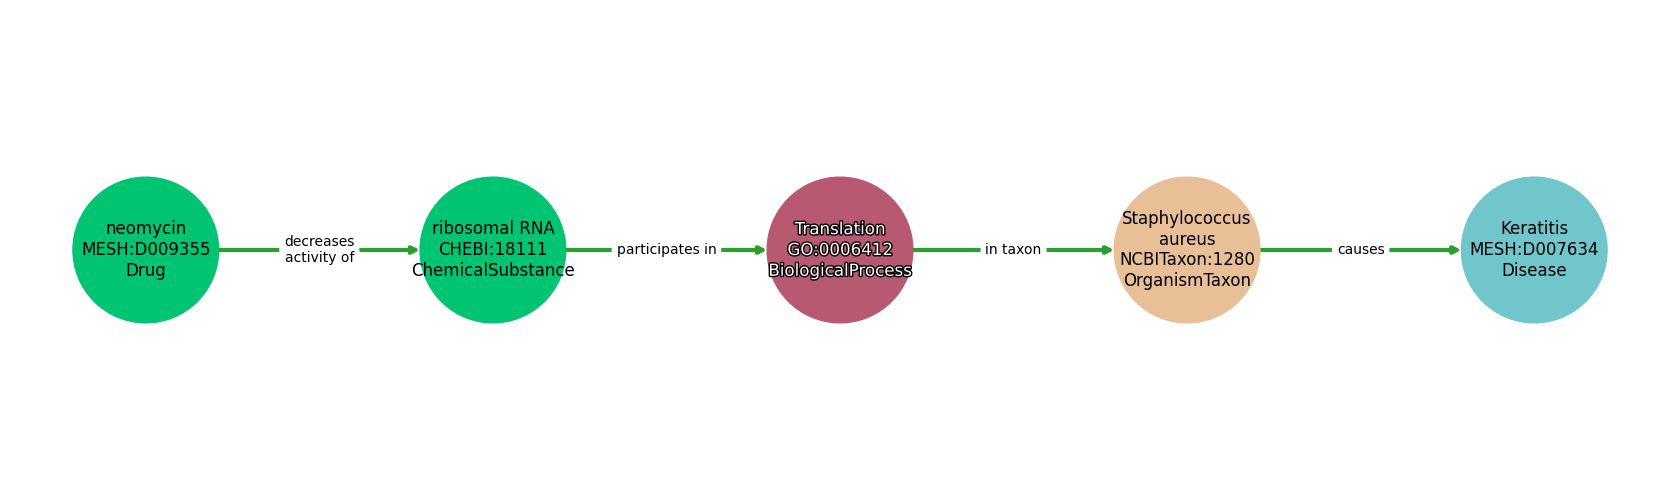 neomycin
MESH:D009355
Drug
decreases
activity of
ribosomal RNA
CHEBI:18111
ChemicalSubstance
participates in
Translation
GO:0006412
BiologicalProcess
in taxon
Staphylococcus
aureus
NCBITaxon:1280
OrganismTaxon
causes
Keratitis
MESH:D007634
Disease